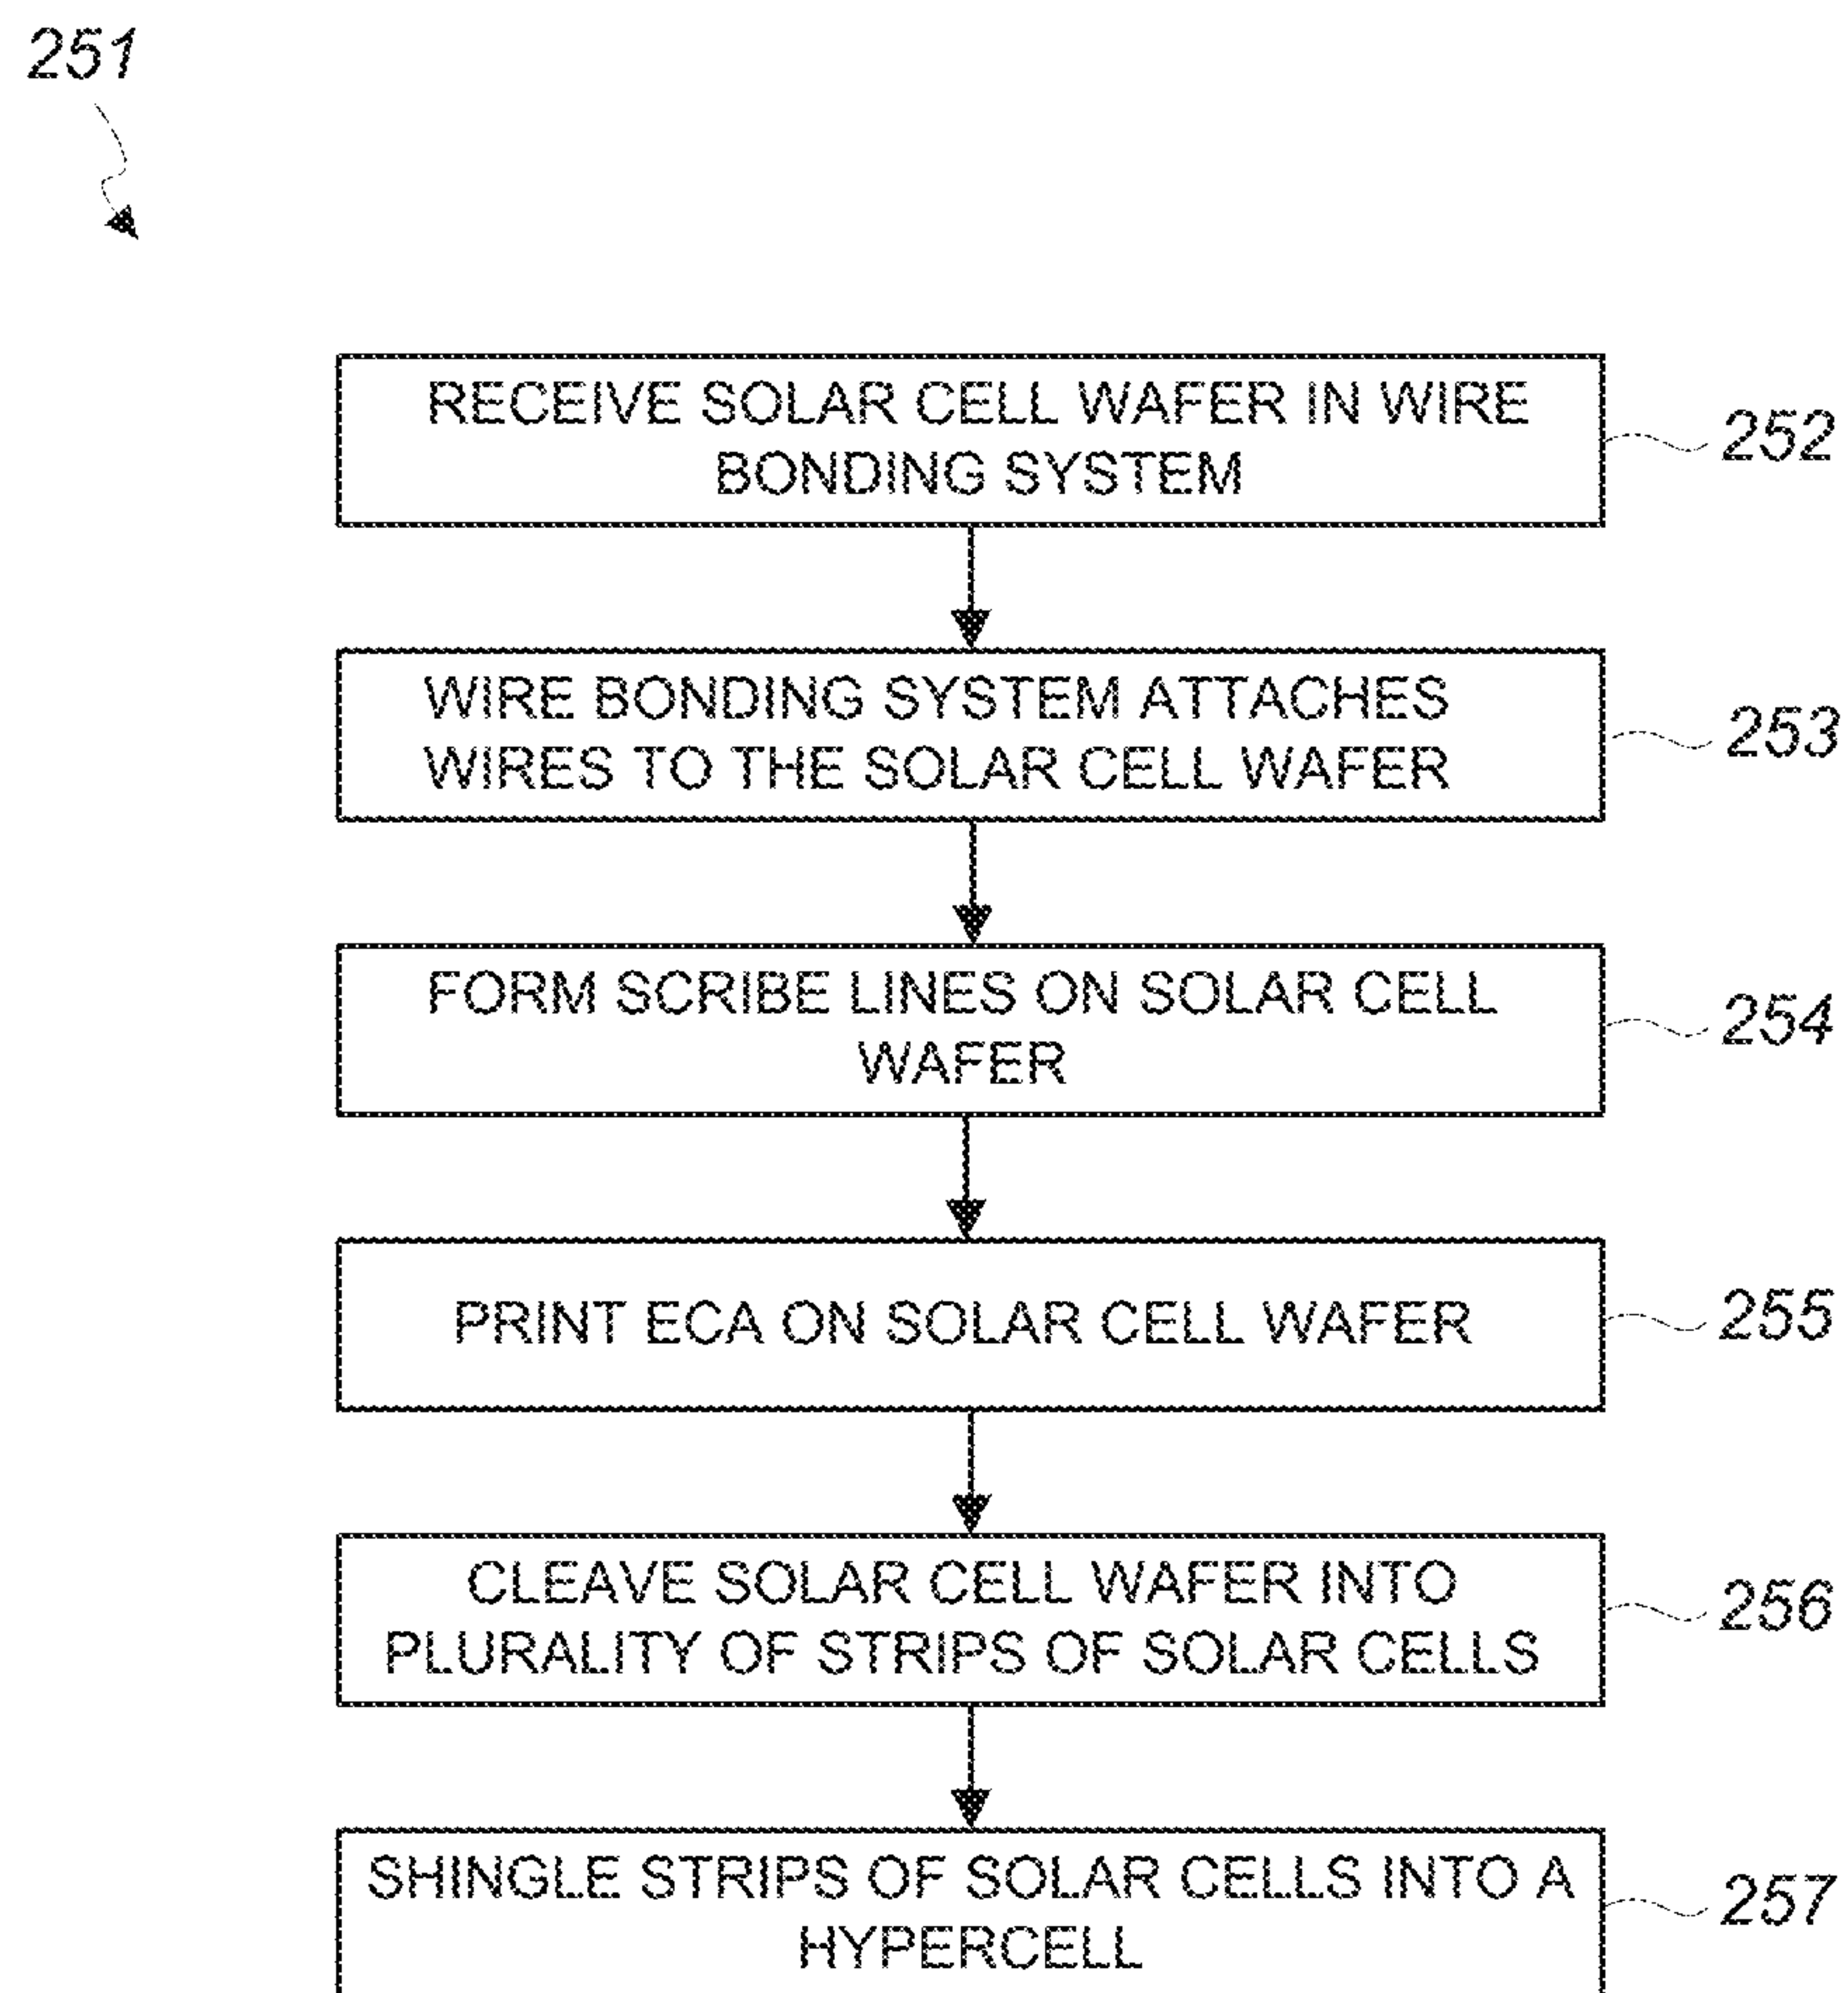 251
RECEIVE SOLAR CELL WAFER IN WIRE
BONDING SYSTEM
252
WIRE BONDING SYSTEM ATTACHES
WIRES TO THE SOLAR CELL WAFER
253
FORM SCRIBE LINES ON SOLAR CELL
WAFER
254
PRINT ECA ON SOLAR CELL WAFER
255
CLEAVE SOLAR CELL WAFER INTO
PLURALITY OF STRIPS OF SOLAR CELLS
256
SHINGLE STRIPS OF SOLAR CELLS INTO A
HYPERCELL
257